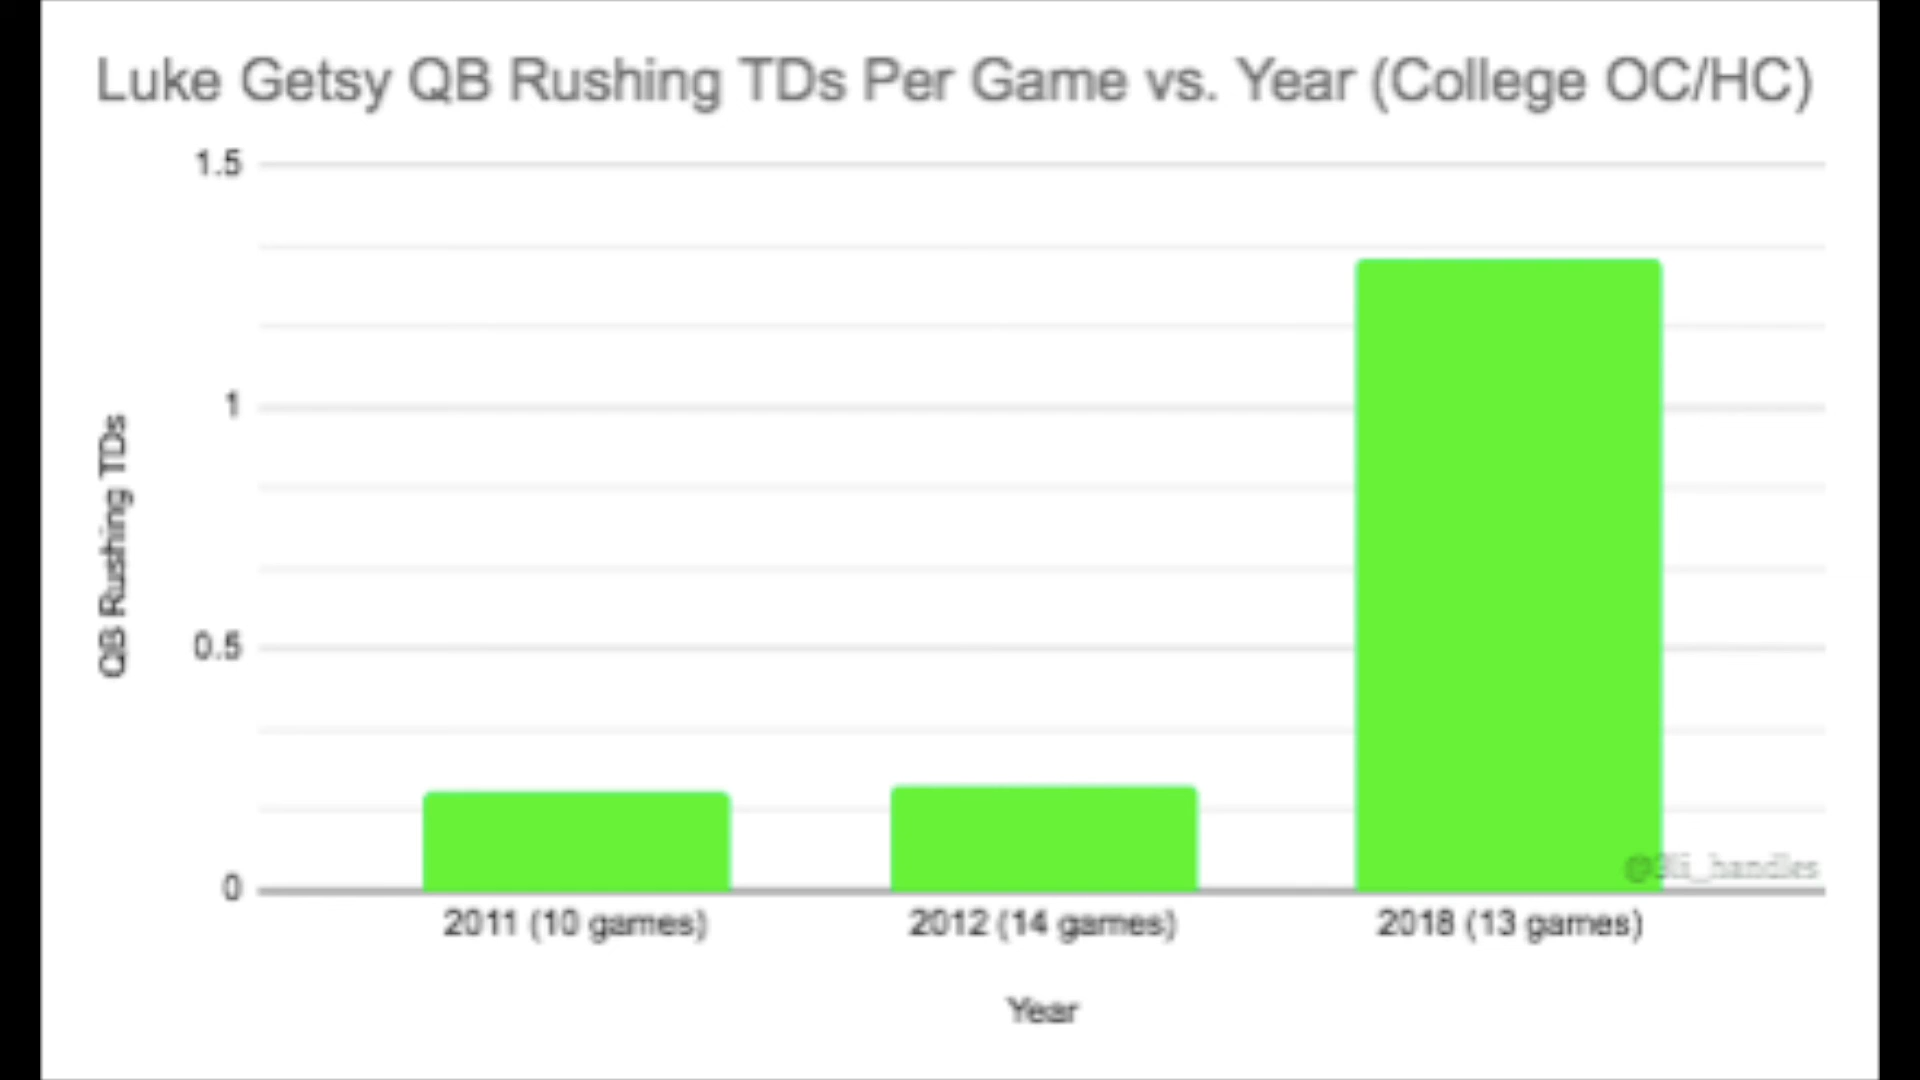 Luke Getsy QB Rushing TDs Per Game vs. Year (College OC/HC)
1.5
1
0.5
0
QB Rushing TDs
2011 (10 games)
2012 (14 games)
2018 (13 games)
@3li_handles
Year